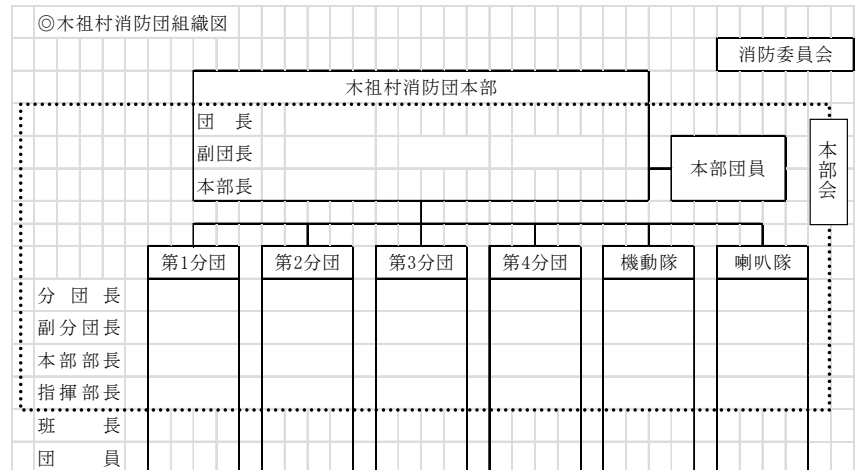 ◎木祖村消防団組織図
消防委員会
木祖村消防団本部
団長
副団長
本部長
本部団員
本部会
第1分団 第2分団 第3分団 第4分団 機動隊 喇叭隊
分団長
副分団長
本部部長
指揮部長
班長
団員